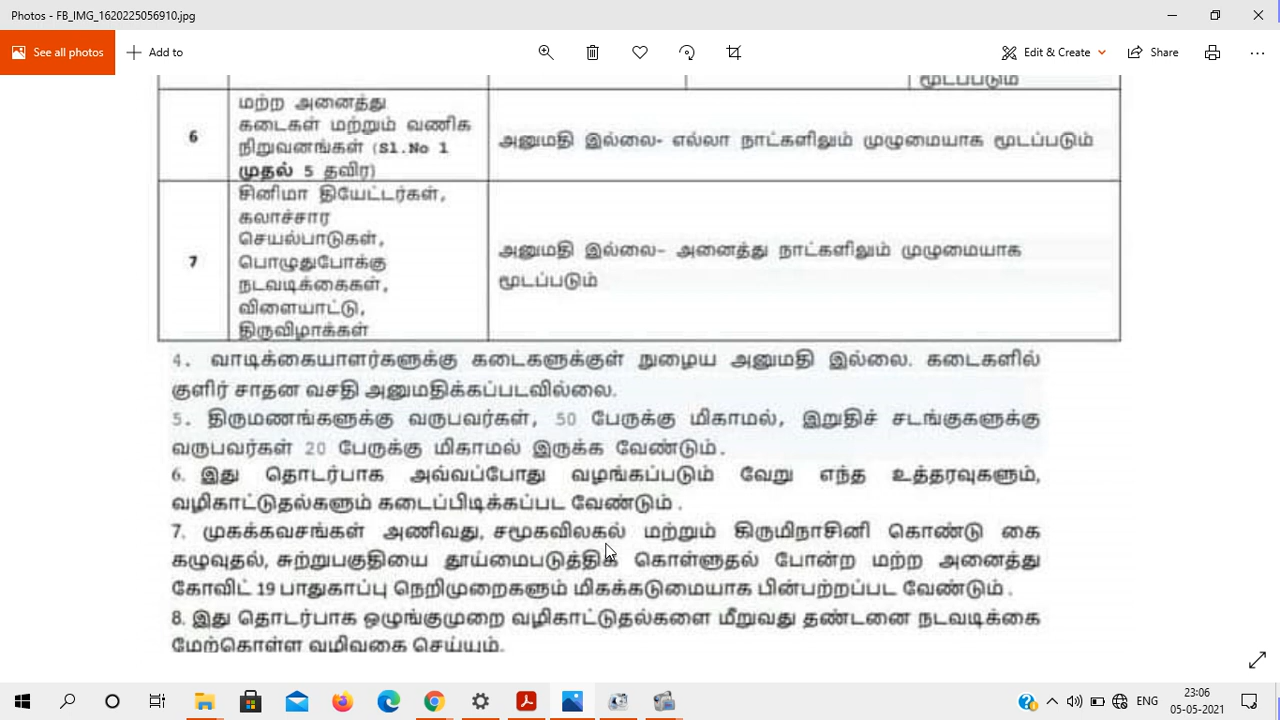 Photos - FB_IMG_1620225056910.jpg
See all photos
Add to
Edit & Create
Share
மூடப்படும்
6
மற்ற அனைத்து
கடைகள் மற்றும் வணிக
நிறுவனங்கள் (Sl.No 1
முதல் 5 தவிர)
அனுமதி இல்லை- எல்லா நாட்களிலும் முழுமையாக மூடப்படும்
7
சினிமா தியேட்டர்கள்,
கலாச்சார
செயல்பாடுகள்,
பொழுதுபோக்கு
நடவடிக்கைகள்,
விளையாட்டு,
திருவிழாக்கள்
அனுமதி இல்லை- அனைத்து நாட்களிலும் முழுமையாக
மூடப்படும்
4. வாடிக்கையாளர்களுக்கு கடைகளுக்குள் நுழைய அனுமதி இல்லை. கடைகளில்
குளிர் சாதன வசதி அனுமதிக்கப்படவில்லை.
5. திருமணங்களுக்கு வருபவர்கள், 50 பேருக்கு மிகாமல், இறுதிச் சடங்குகளுக்கு
வருபவர்கள் 20 பேருக்கு மிகாமல் இருக்க வேண்டும்.
6. இது தொடர்பாக அவ்வப்போது வழங்கப்படும் வேறு எந்த உத்தரவுகளும்,
வழிகாட்டுதல்களும் கடைப்பிடிக்கப்பட வேண்டும் .
7. முகக்கவசங்கள் அணிவது, சமூகவிலகல் மற்றும் கிருமிநாசினி கொண்டு கை
கழுவுதல், சுற்றுபகுதியை தூய்மைபடுத்திக் கொள்ளுதல் போன்ற மற்ற அனைத்து
கோவிட் 19 பாதுகாப்பு நெறிமுறைகளும் மிகக்கடுமையாக பின்பற்றப்பட வேண்டும் .
8. இது தொடர்பாக ஒழுங்குமுறை வழிகாட்டுதல்களை மீறுவது தண்டனை நடவடிக்கை
மேற்கொள்ள வழிவகை செய்யும்.
ENG
23:06
05-05-2021